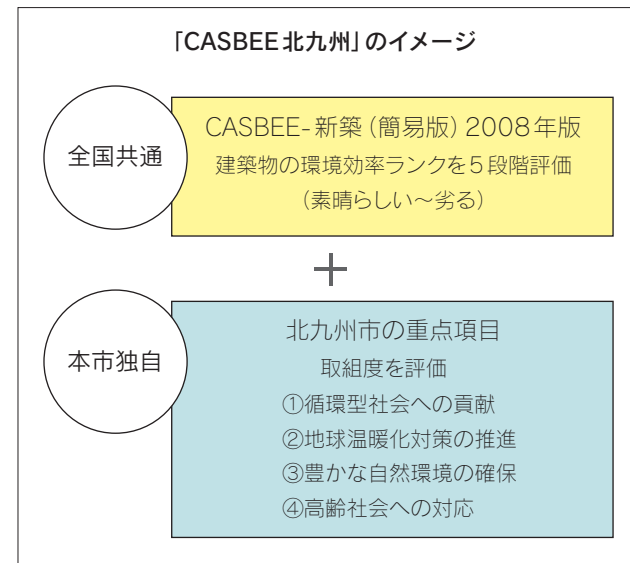 「CASBEE北九州」のイメージ
全国共通
CASBEE-新築（簡易版）2008年版
建築物の環境効率ランクを5段階評価
（素晴らしい～劣る）
＋
本市独自
北九州市の重点項目
取組度を評価
①循環型社会への貢献
②地球温暖化対策の推進
③豊かな自然環境の確保
④高齢社会への対応